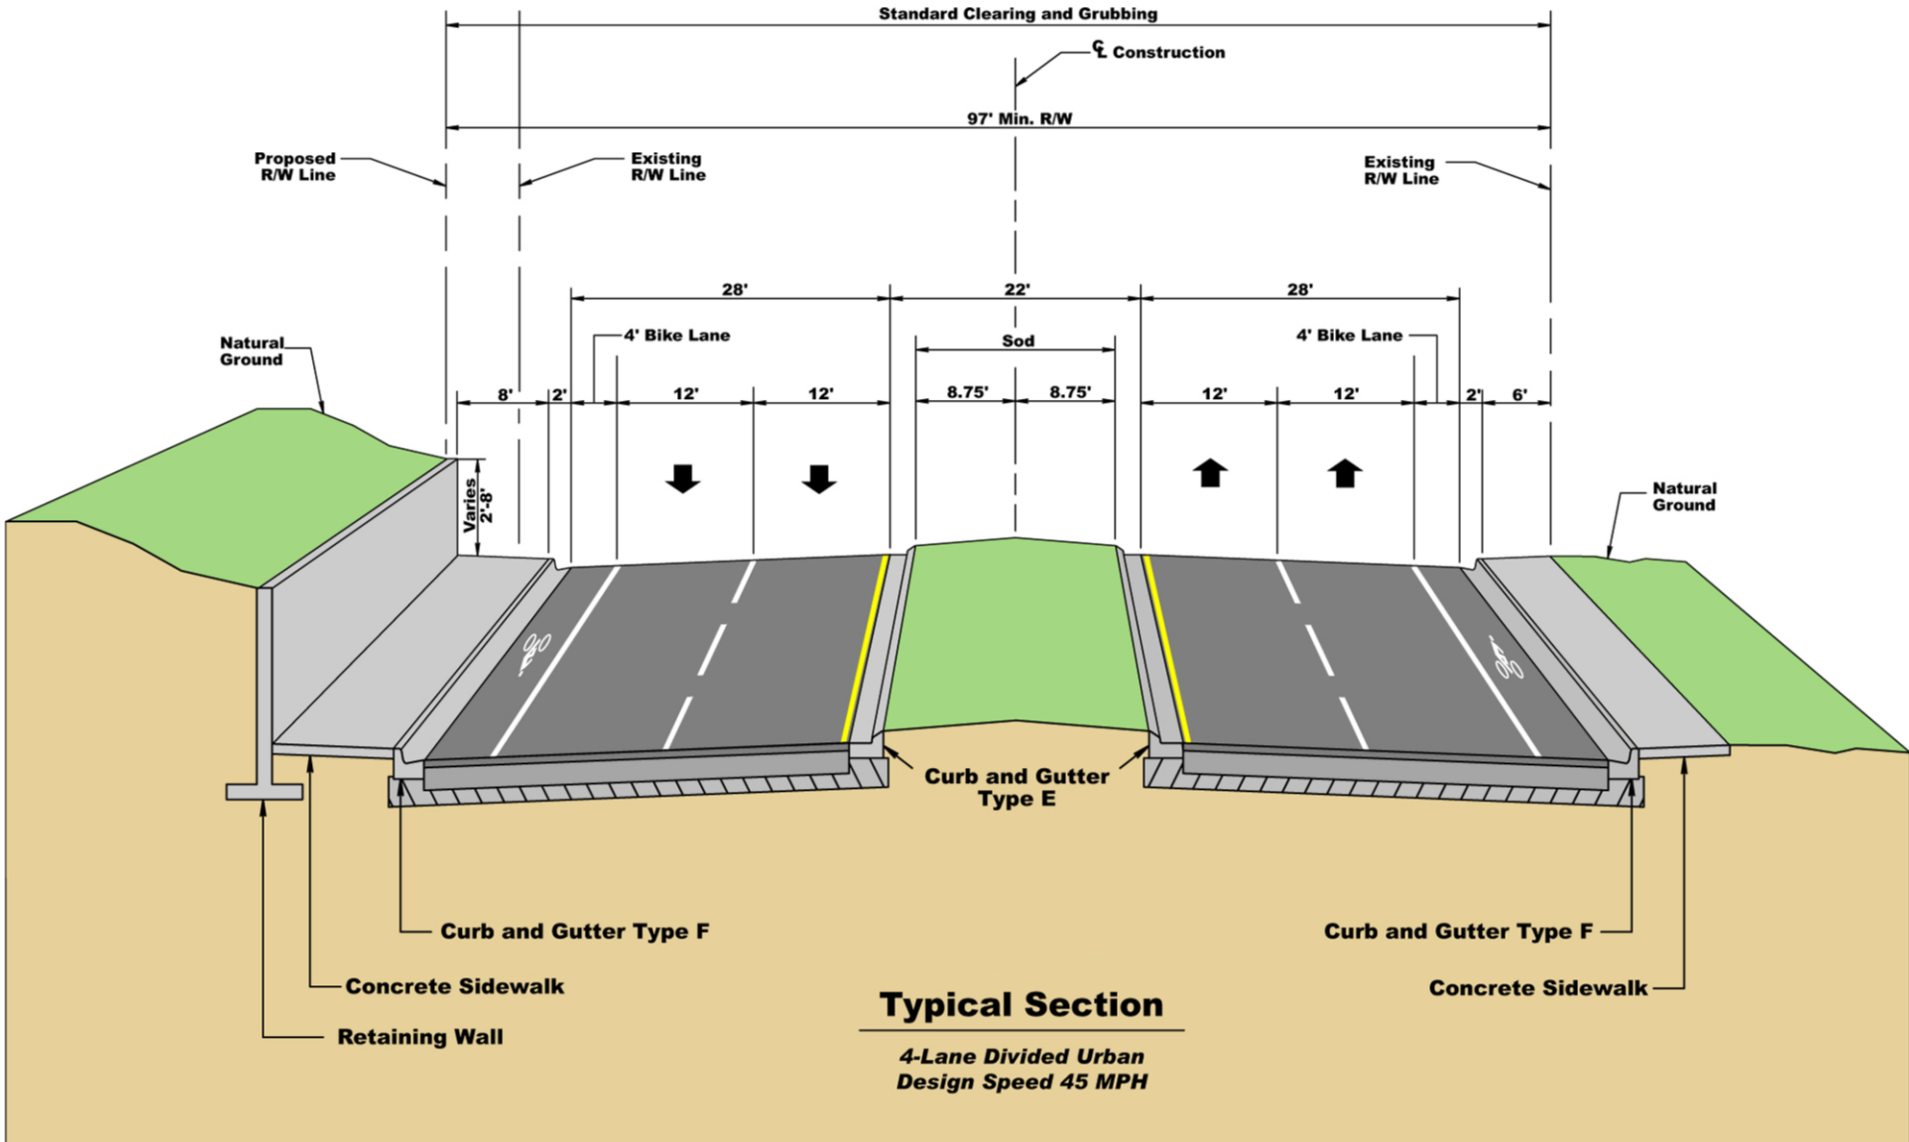 Standard Clearing and Grubbing
℄ Construction
97' Min. R/W
Proposed
R/W Line
Existing
R/W Line
Existing
R/W Line
28'
22'
28'
4' Bike Lane
Sod
4' Bike Lane
Natural
Ground
8'
2'
12'
12'
8.75'
8.75'
12'
12'
2'
6'
Varies
2'-8'
Natural
Ground
Curb and Gutter
Type E
Curb and Gutter Type F
Curb and Gutter Type F
Concrete Sidewalk
Concrete Sidewalk
Retaining Wall
Typical Section
4-Lane Divided Urban
Design Speed 45 MPH